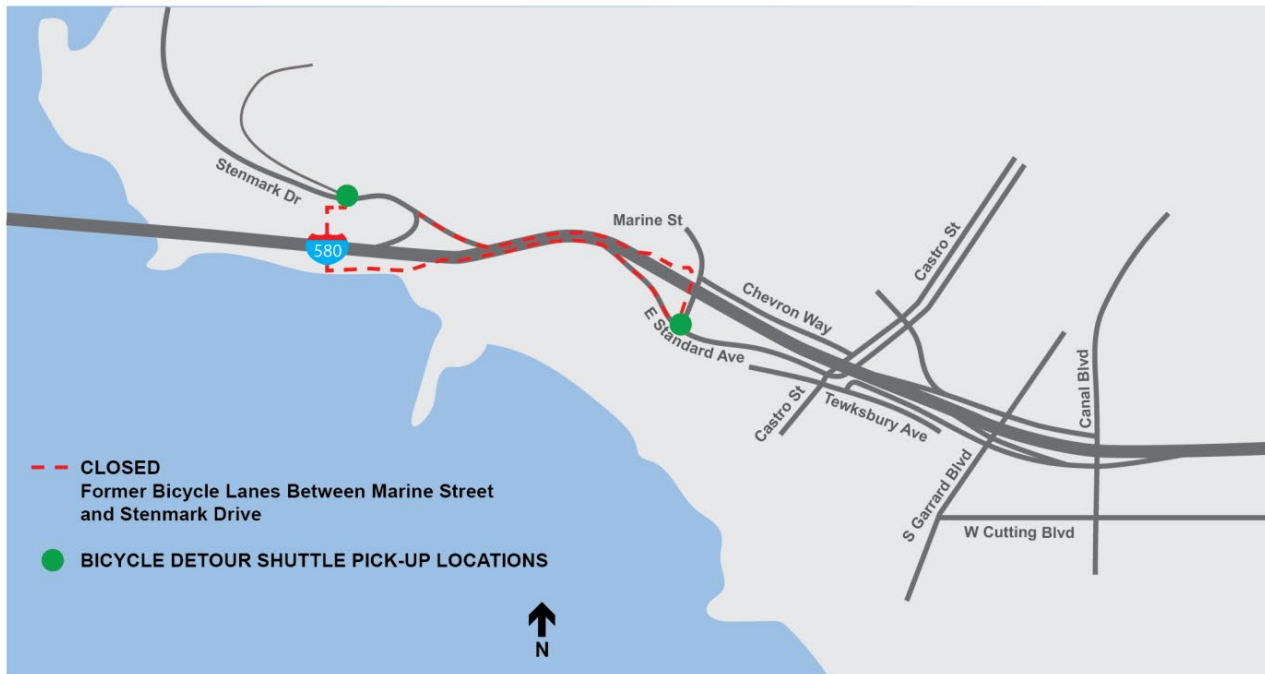 Stenmark Dr
580
Marine St
Castro St
Chevron Way
E Standard Ave
Castro St
Tewksbury Ave
Canal Blvd
S Garrard Blvd
W Cutting Blvd
CLOSED
Former Bicycle Lanes Between Marine Street
and Stenmark Drive
BICYCLE DETOUR SHUTTLE PICK-UP LOCATIONS
N